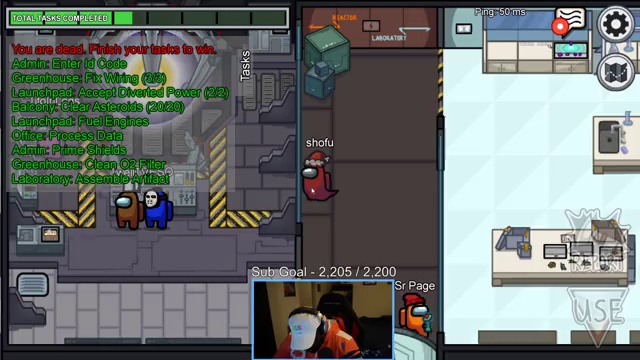 TOTAL TASKS COMPLETED
You are dead. Finish your tasks to win.
Admin: Enter Id Code
Greenhouse: Fix Wiring (3/3)
Launchpad: Accept Diverted Power (2/2)
Balcony: Clear Asteroids (20/20)
Launchpad: Fuel Engines
Office: Process Data
Admin: Prime Shields
Greenhouse: Clean O2 Filter
Laboratory: Assemble Artifact
Tasks
REACTOR
LABORATORY
Ping: 50 ms
shofu
Sub Goal - 2,205 / 2,200
Sr Page
REPORT
USE